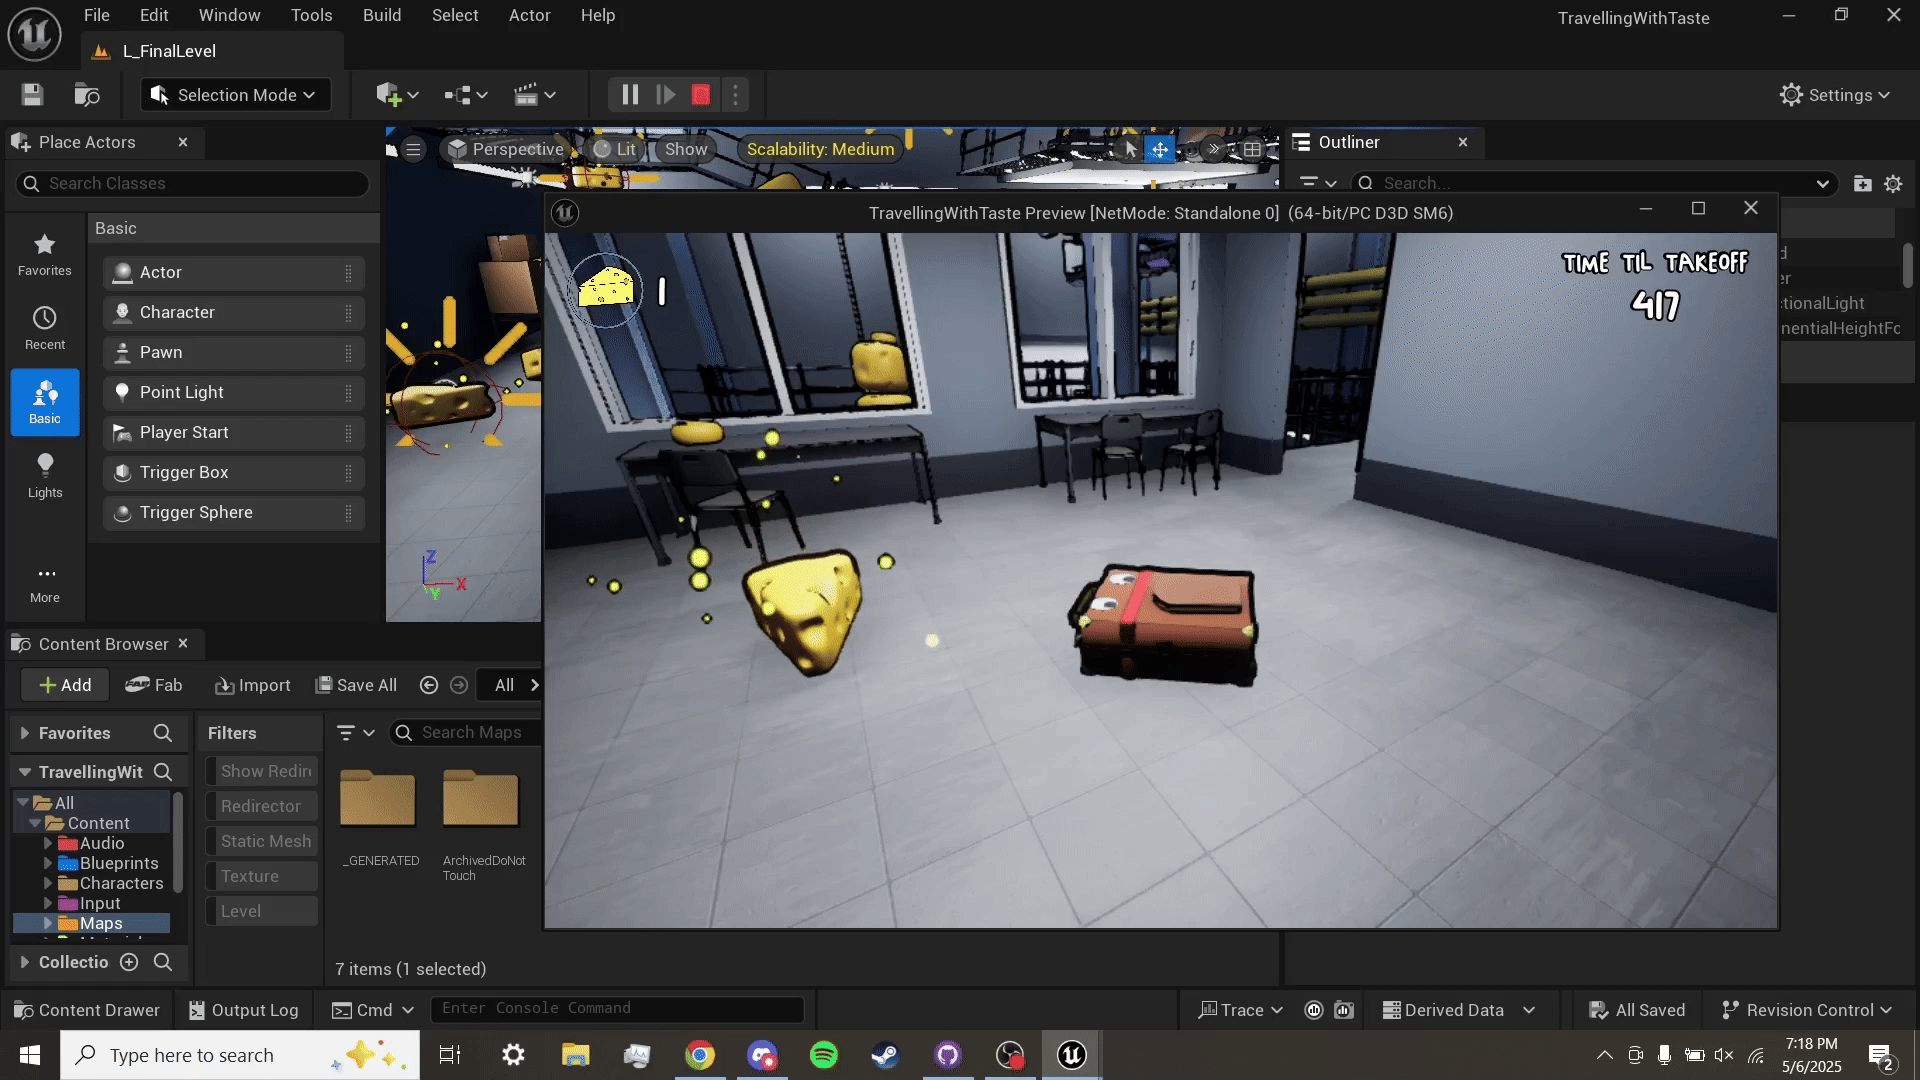 File Edit Window Tools Build Select Actor Help
TravellingWithTaste
L_FinalLevel
Selection Mode
Settings
Place Actors
Perspective Lit Show Scalability: Medium
Outliner
Search Classes
Search...
TravellingWithTaste Preview [NetMode: Standalone 0] (64-bit/PC D3D SM6)
Basic
Favorites
Recent
Basic
Lights
More
Actor
Character
Pawn
Point Light
Player Start
Trigger Box
Trigger Sphere
1
TIME TIL TAKEOFF
417
d
er
ctionalLight
nentialHeightFo
Z
X
Y
Content Browser
Add Fab Import Save All All
Favorites
Filters
Search Maps
TravellingWit
All
Content
Audio
Blueprints
Characters
Input
Maps
Collectio
Show Redire
Redirector
Static Mesh
Texture
Level
_GENERATED
ArchivedDoNot
Touch
7 items (1 selected)
Content Drawer Output Log Cmd Enter Console Command Trace Derived Data All Saved Revision Control
Type here to search
7:18 PM
5/6/2025
2